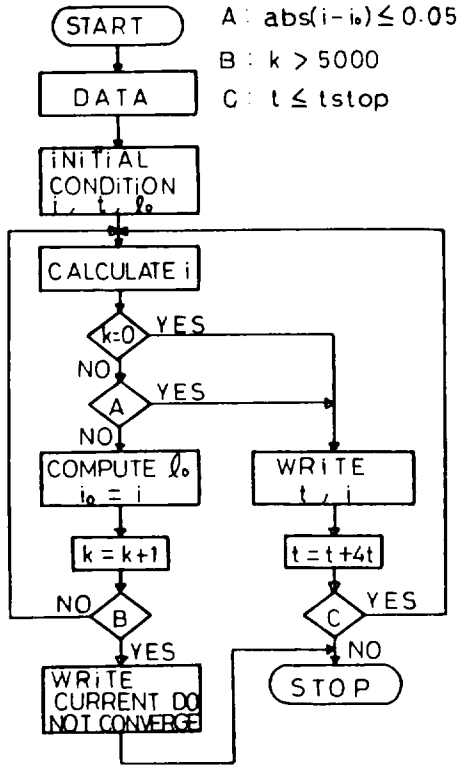 START
A: abs(i-i₀) ≤ 0.05
B: k > 5000
C: t ≤ tstop
DATA
iNiTiAL
CONDiTiON
i, t, ℓ₀
CALCULATE i
k=0
YES
NO
A
YES
NO
COMPUTE ℓ₀
i₀ = i
WRiTE
t, i
k = k+1
t = t+4t
NO
B
C
YES
YES
NO
WRiTE
CURRENT DO
NOT CONVERGE
STOP